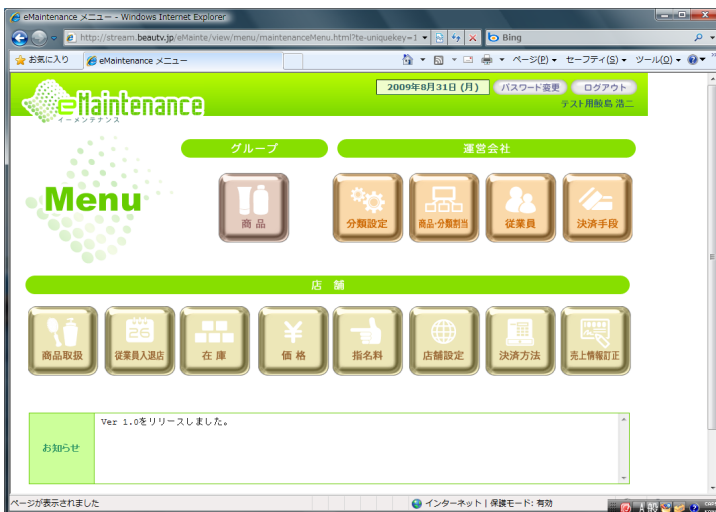 eMaintenance メニュー - Windows Internet Explorer
http://stream.beautv.jp/eMainte/view/menu/maintenanceMenu.html?te-uniquekey=1
Bing
お気に入り
eMaintenance メニュー
ページ(P)
セーフティ(S)
ツール(O)
eMaintenance
イーメンテナンス
2009年8月31日 (月)
パスワード変更
ログアウト
テスト用鮫島 浩二
Menu
グループ
運営会社
商品
分類設定
商品・分類割当
従業員
決済手段
店 舗
商品取扱
従業員入退店
26
在庫
価格
指名料
店舗設定
決済方法
売上情報訂正
お知らせ
Ver 1.0をリリースしました。
ページが表示されました
インターネット | 保護モード: 有効
A 般